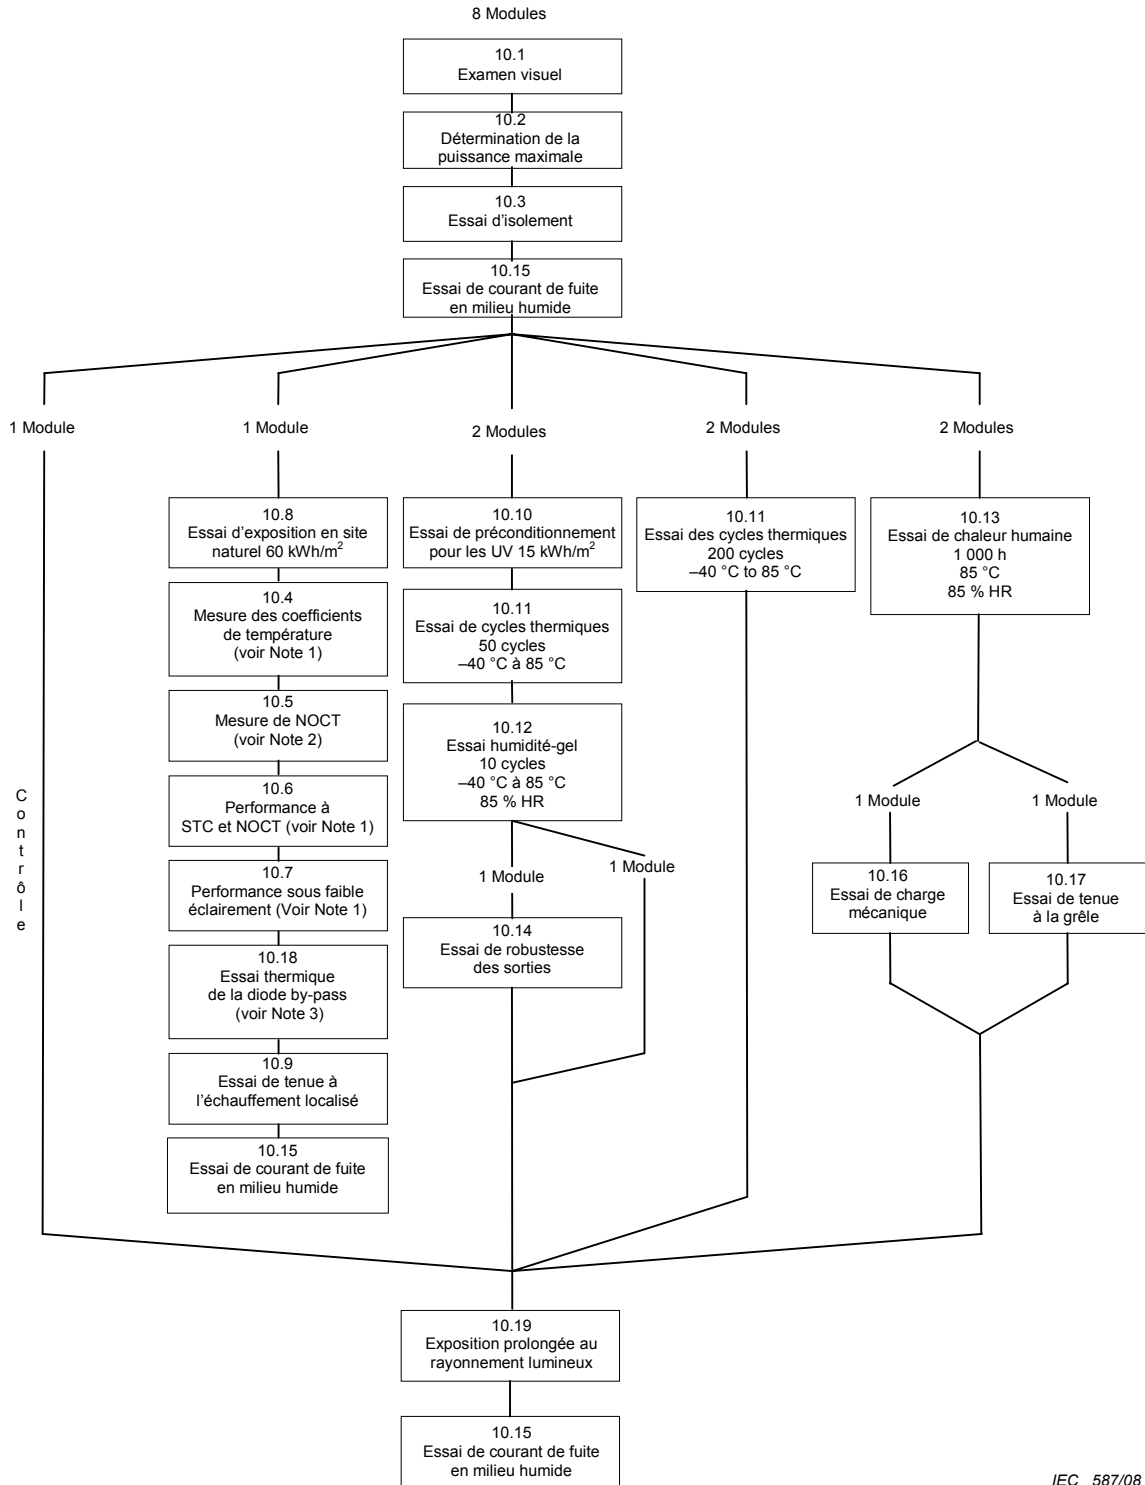 8 Modules
10.1
Examen visuel
10.2
Détermination de la
puissance maximale
10.3
Essai d'isolement
10.15
Essai de courant de fuite
en milieu humide
1 Module
1 Module
2 Modules
2 Modules
2 Modules
Contrôle
10.8
Essai d'exposition en site
naturel 60 kWh/m²
10.4
Mesure des coefficients
de température
(voir Note 1)
10.5
Mesure de NOCT
(voir Note 2)
10.6
Performance à
STC et NOCT (voir Note 1)
10.7
Performance sous faible
éclairement (Voir Note 1)
10.18
Essai thermique
de la diode by-pass
(voir Note 3)
10.9
Essai de tenue à
l'échauffement localisé
10.15
Essai de courant de fuite
en milieu humide
10.10
Essai de préconditionnement
pour les UV 15 kWh/m²
10.11
Essai de cycles thermiques
50 cycles
–40 °C à 85 °C
10.12
Essai humidité-gel
10 cycles
–40 °C à 85 °C
85 % HR
1 Module
1 Module
10.14
Essai de robustesse
des sorties
10.11
Essai des cycles thermiques
200 cycles
–40 °C to 85 °C
10.13
Essai de chaleur humaine
1 000 h
85 °C
85 % HR
1 Module
1 Module
10.16
Essai de charge
mécanique
10.17
Essai de tenue
à la grêle
10.19
Exposition prolongée au
rayonnement lumineux
10.15
Essai de courant de fuite
en milieu humide
IEC 587/08